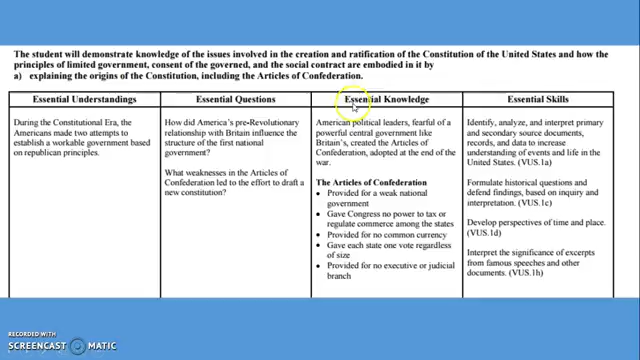 The student will demonstrate knowledge of the issues involved in the creation and ratification of the Constitution of the United States and how the
principles of limited government, consent of the governed, and the social contract are embodied in it by
a) explaining the origins of the Constitution, including the Articles of Confederation.
Essential Understandings
During the Constitutional Era, the
Americans made two attempts to
establish a workable government based
on republican principles.
Essential Questions
How did America's pre-Revolutionary
relationship with Britain influence the
structure of the first national
government?
What weaknesses in the Articles of
Confederation led to the effort to draft a
new constitution?
Essential Knowledge
American political leaders, fearful of a
powerful central government like
Britain's, created the Articles of
Confederation, adopted at the end of the
war.
The Articles of Confederation
• Provided for a weak national
government
• Gave Congress no power to tax or
regulate commerce among the states
• Provided for no common currency
• Gave each state one vote regardless
of size
• Provided for no executive or judicial
branch
Essential Skills
Identify, analyze, and interpret primary
and secondary source documents,
records, and data to increase
understanding of events and life in the
United States. (VUS.1a)
Formulate historical questions and
defend findings, based on inquiry and
interpretation. (VUS.1c)
Develop perspectives of time and place.
(VUS.1d)
Interpret the significance of excerpts
from famous speeches and other
documents. (VUS.1h)
RECORDED WITH
SCREENCAST MATIC